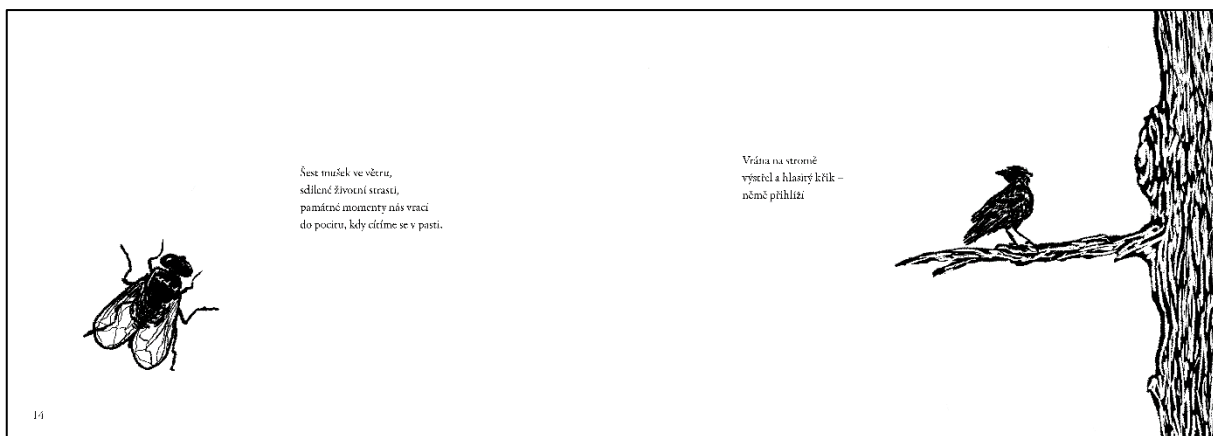 Šest mušek ve větru,
sdílené životní strasti,
památné momenty nás vrací
do pocitu, kdy cítíme se v pasti.
Vrána na stromě
výstřel a hlasitý křik –
němě přihlíží
14